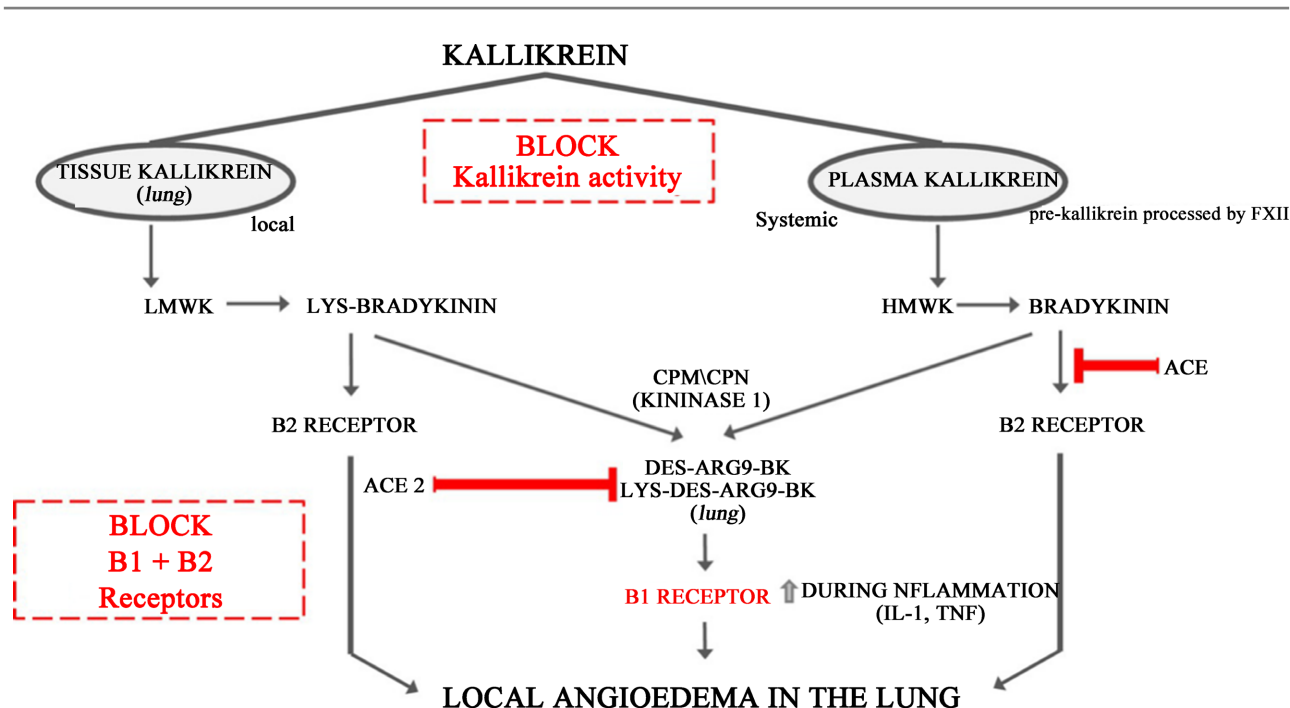 KALLIKREIN
BLOCK
Kallikrein activity
TISSUE KALLIKREIN
(lung)
local
PLASMA KALLIKREIN
Systemic
pre-kallikrein processed by FXII
LMWK
LYS-BRADYKININ
HMWK
BRADYKININ
CPM\CPN
(KININASE 1)
ACE
B2 RECEPTOR
B2 RECEPTOR
ACE 2
DES-ARG9-BK
LYS-DES-ARG9-BK
(lung)
BLOCK
B1 + B2
Receptors
B1 RECEPTOR
DURING NFLAMMATION
(IL-1, TNF)
LOCAL ANGIOEDEMA IN THE LUNG